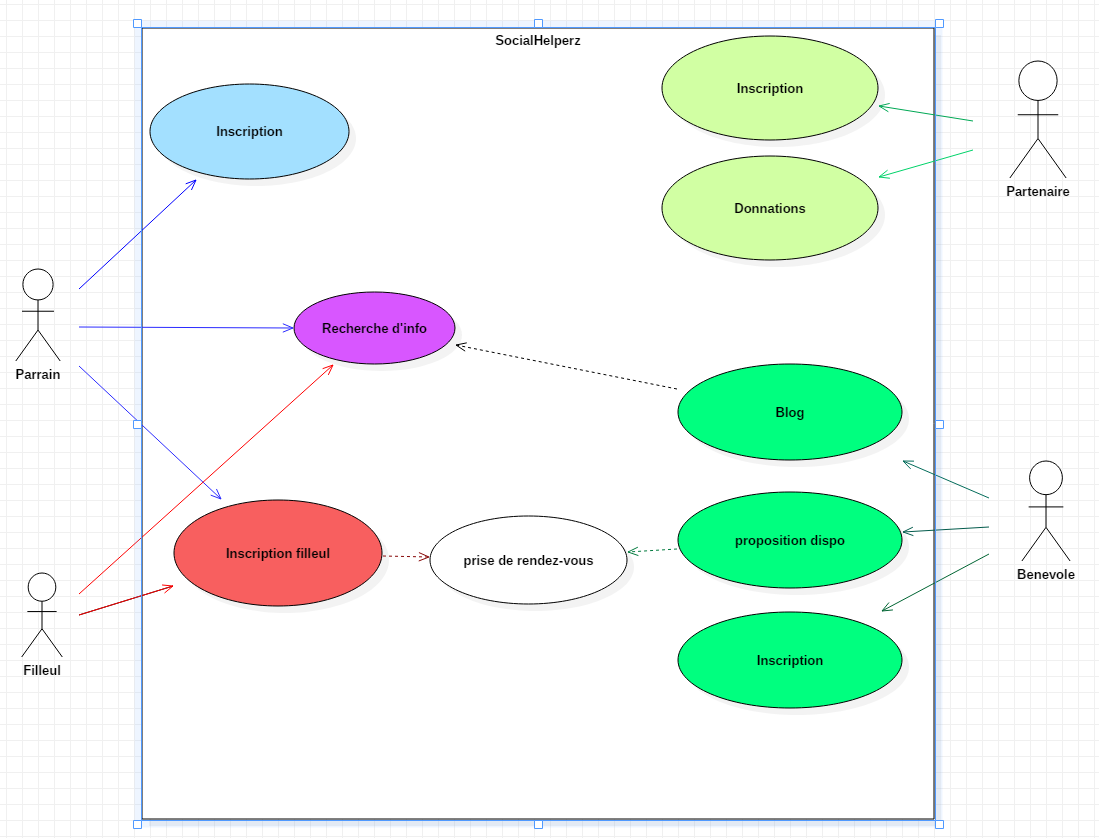 SocialHelperz
Inscription
Inscription
Donnations
Partenaire
Parrain
Recherche d'info
Blog
Inscription filleul
prise de rendez-vous
proposition dispo
Benevole
Filleul
Inscription